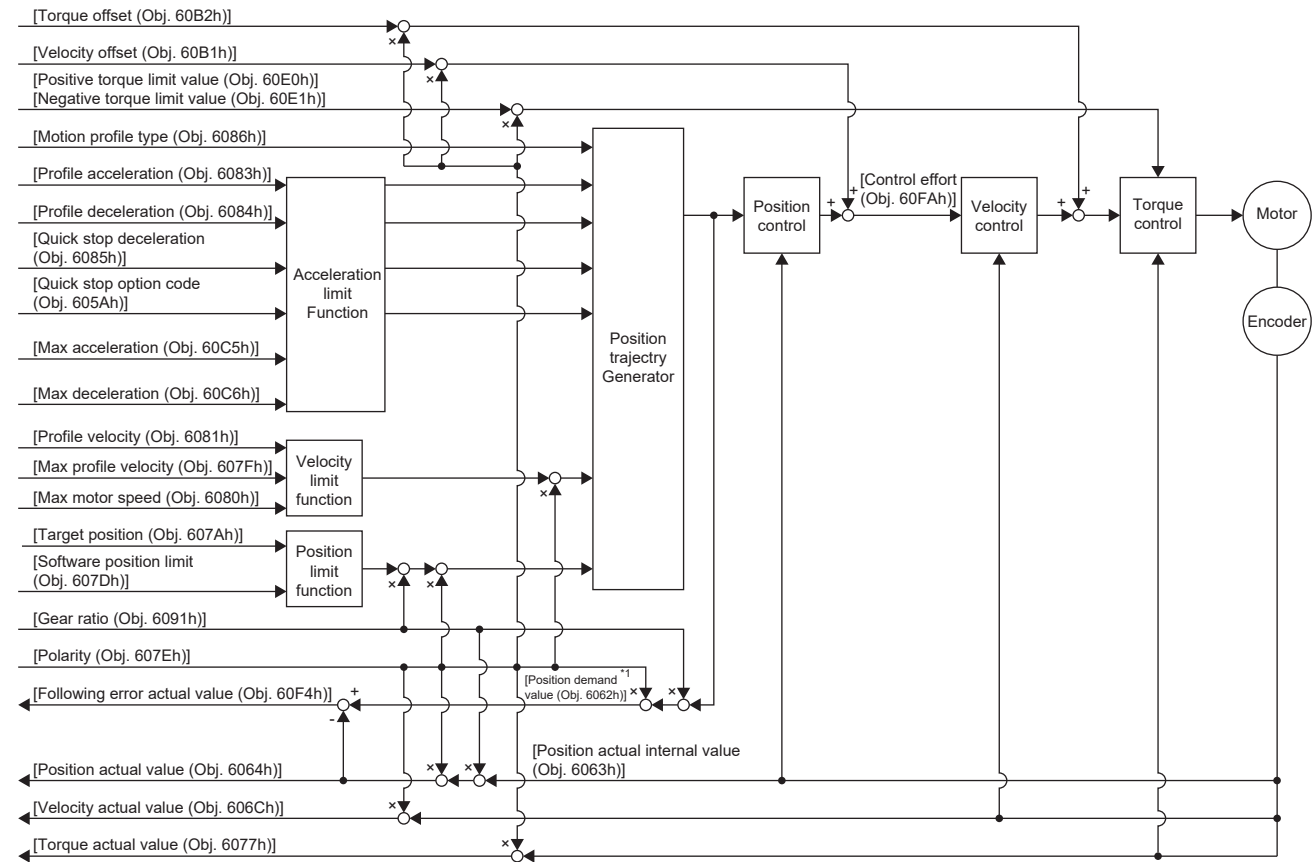 [Torque offset (Obj. 60B2h)]
×
[Velocity offset (Obj. 60B1h)]
×
[Positive torque limit value (Obj. 60E0h)]
[Negative torque limit value (Obj. 60E1h)]
×
[Motion profile type (Obj. 6086h)]
[Profile acceleration (Obj. 6083h)]
[Profile deceleration (Obj. 6084h)]
[Quick stop deceleration
(Obj. 6085h)]
[Quick stop option code
(Obj. 605Ah)]
[Max acceleration (Obj. 60C5h)]
[Max deceleration (Obj. 60C6h)]
Acceleration
limit
Function
[Profile velocity (Obj. 6081h)]
[Max profile velocity (Obj. 607Fh)]
[Max motor speed (Obj. 6080h)]
Velocity
limit
function
×
[Target position (Obj. 607Ah)]
[Software position limit
(Obj. 607Dh)]
Position
limit
function
×
×
Position
trajectry
Generator
Position
control
+
+
[Control effort
(Obj. 60FAh)]
Velocity
control
+
+
Torque
control
Motor
Encoder
[Gear ratio (Obj. 6091h)]
[Polarity (Obj. 607Eh)]
[Position demand *1
value (Obj. 6062h)]
×
×
[Following error actual value (Obj. 60F4h)]
+
-
[Position actual internal value
(Obj. 6063h)]
[Position actual value (Obj. 6064h)]
×
×
[Velocity actual value (Obj. 606Ch)]
×
[Torque actual value (Obj. 6077h)]
×